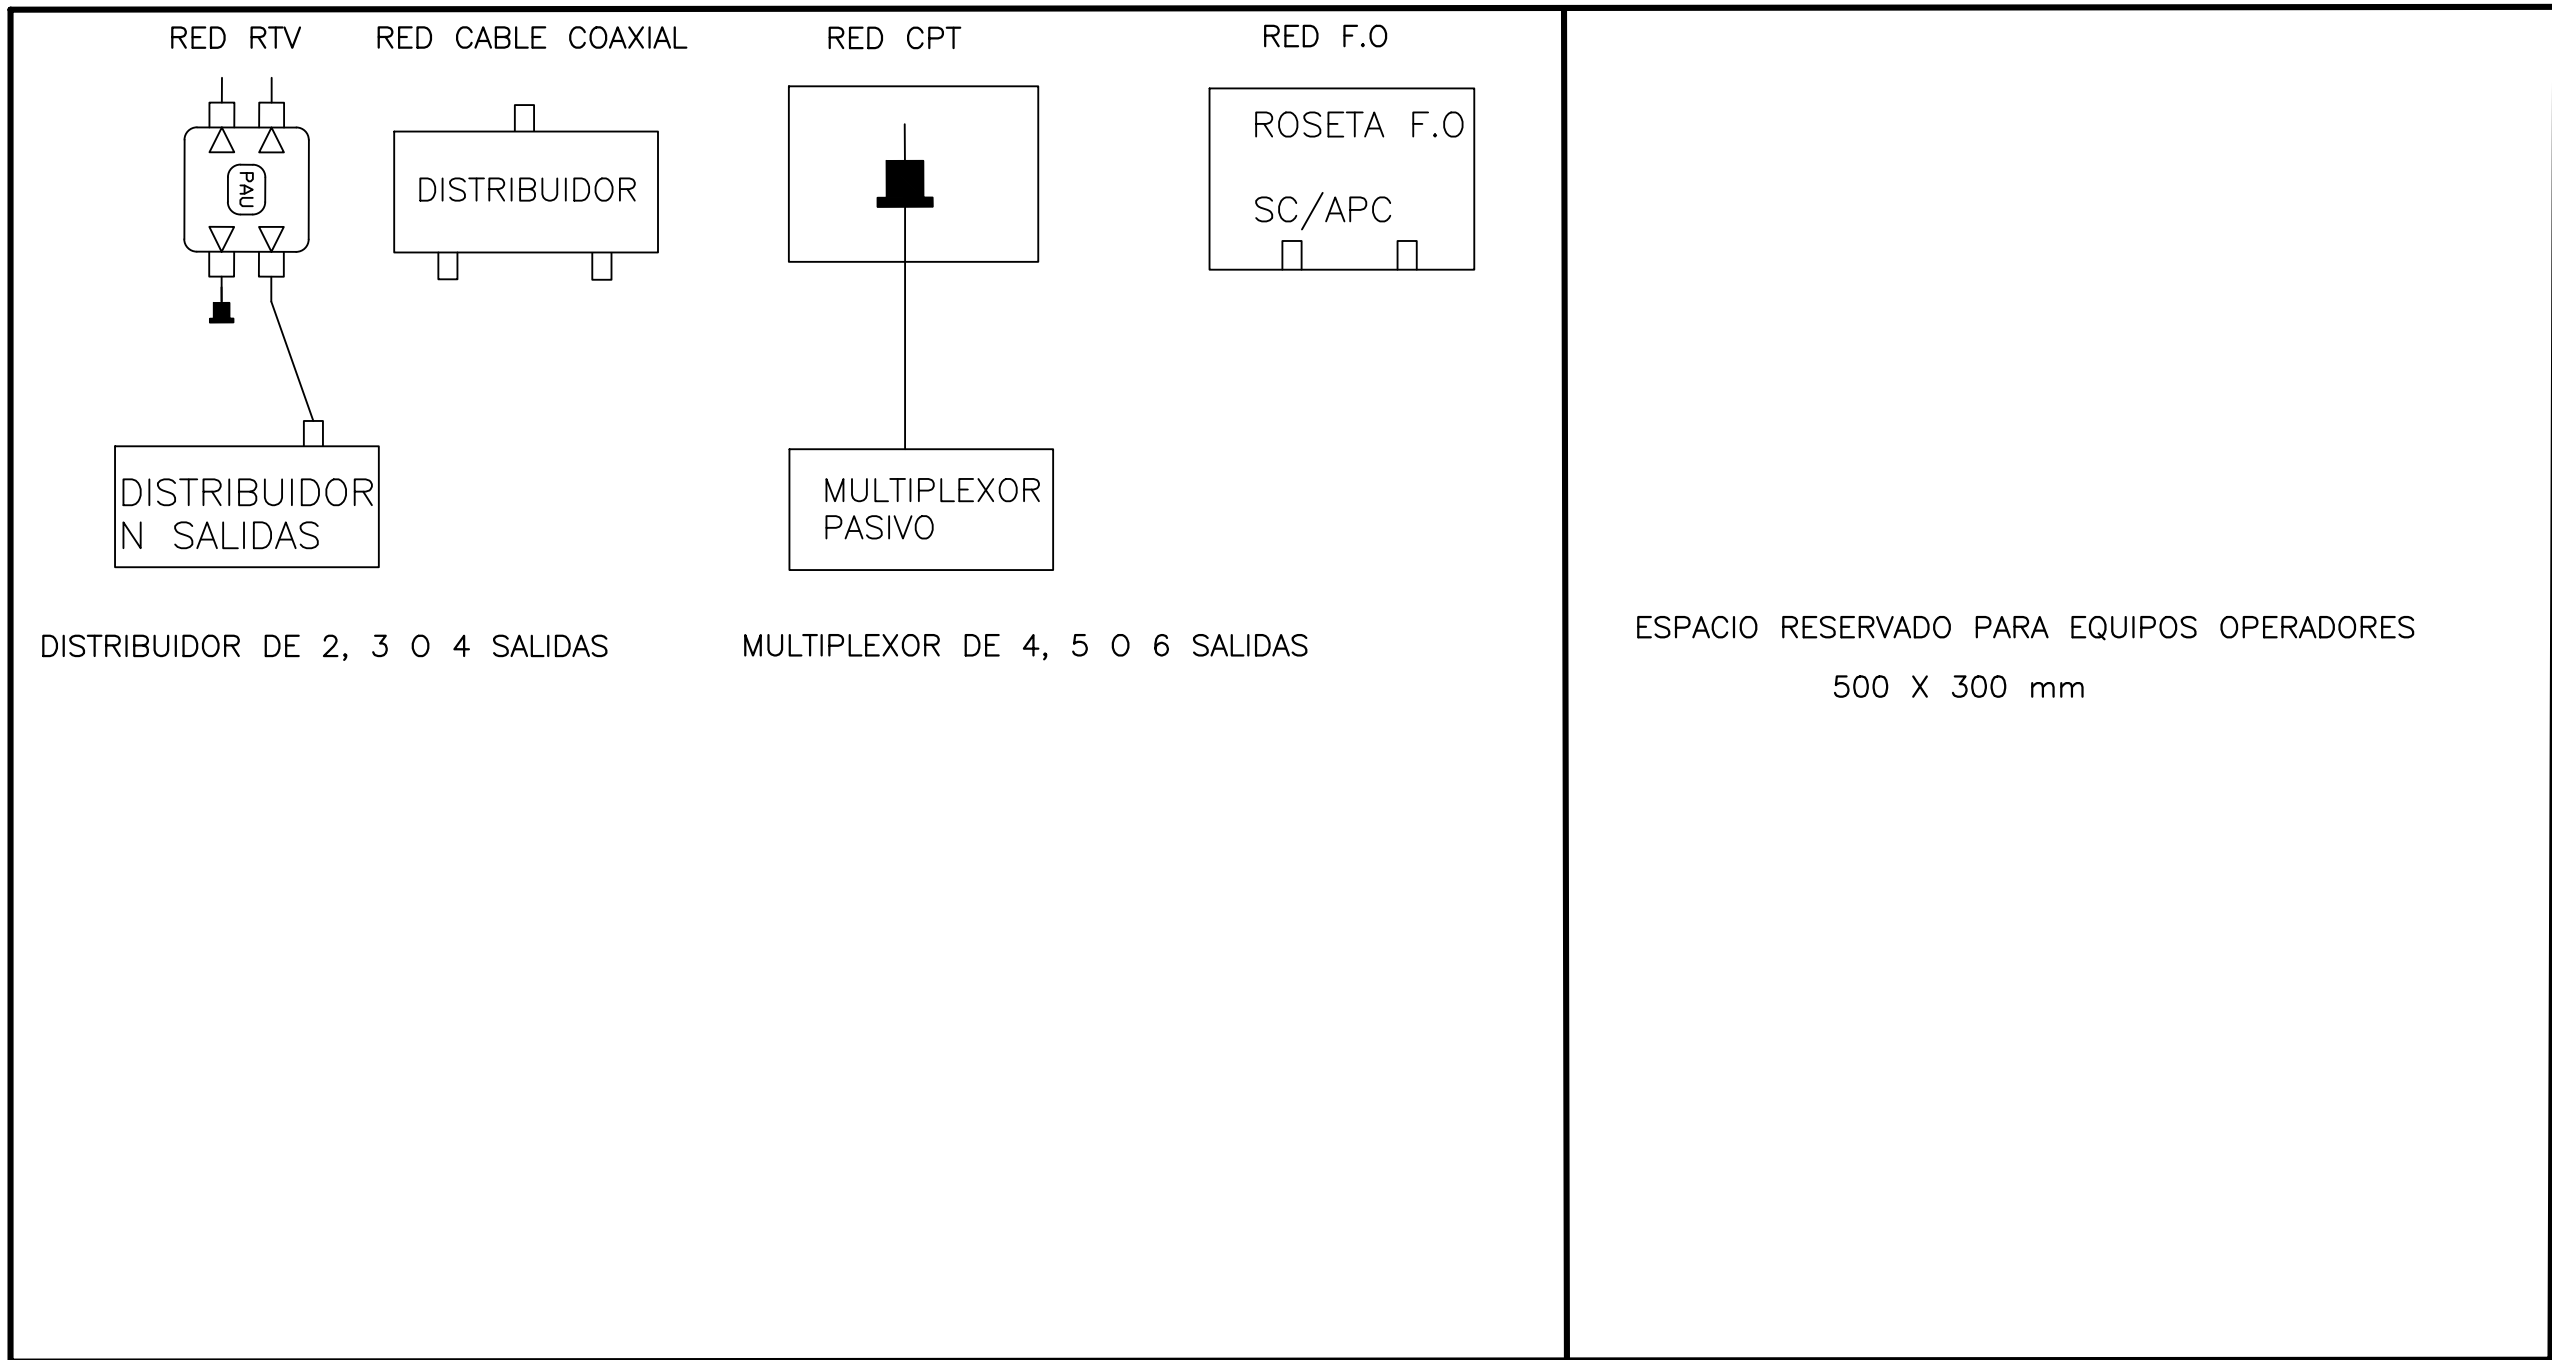 RED RTV
RED CABLE COAXIAL
RED CPT
RED F.O
PAU
DISTRIBUIDOR
ROSETA F.O
SC/APC
DISTRIBUIDOR
N SALIDAS
MULTIPLEXOR
PASIVO
DISTRIBUIDOR DE 2, 3 O 4 SALIDAS
MULTIPLEXOR DE 4, 5 O 6 SALIDAS
ESPACIO RESERVADO PARA EQUIPOS OPERADORES
500 X 300 mm